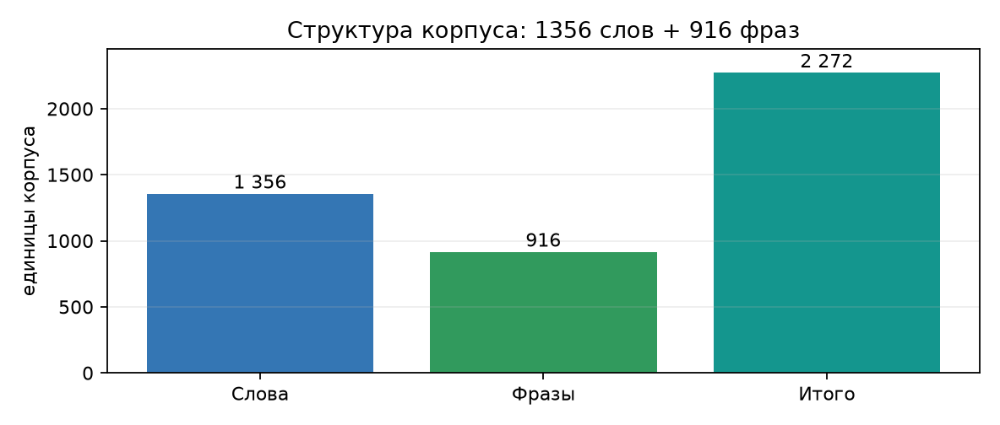 Структура корпуса: 1356 слов + 916 фраз
единицы корпуса
2000
1500
1000
500
0
1 356
916
2 272
Слова
Фразы
Итого